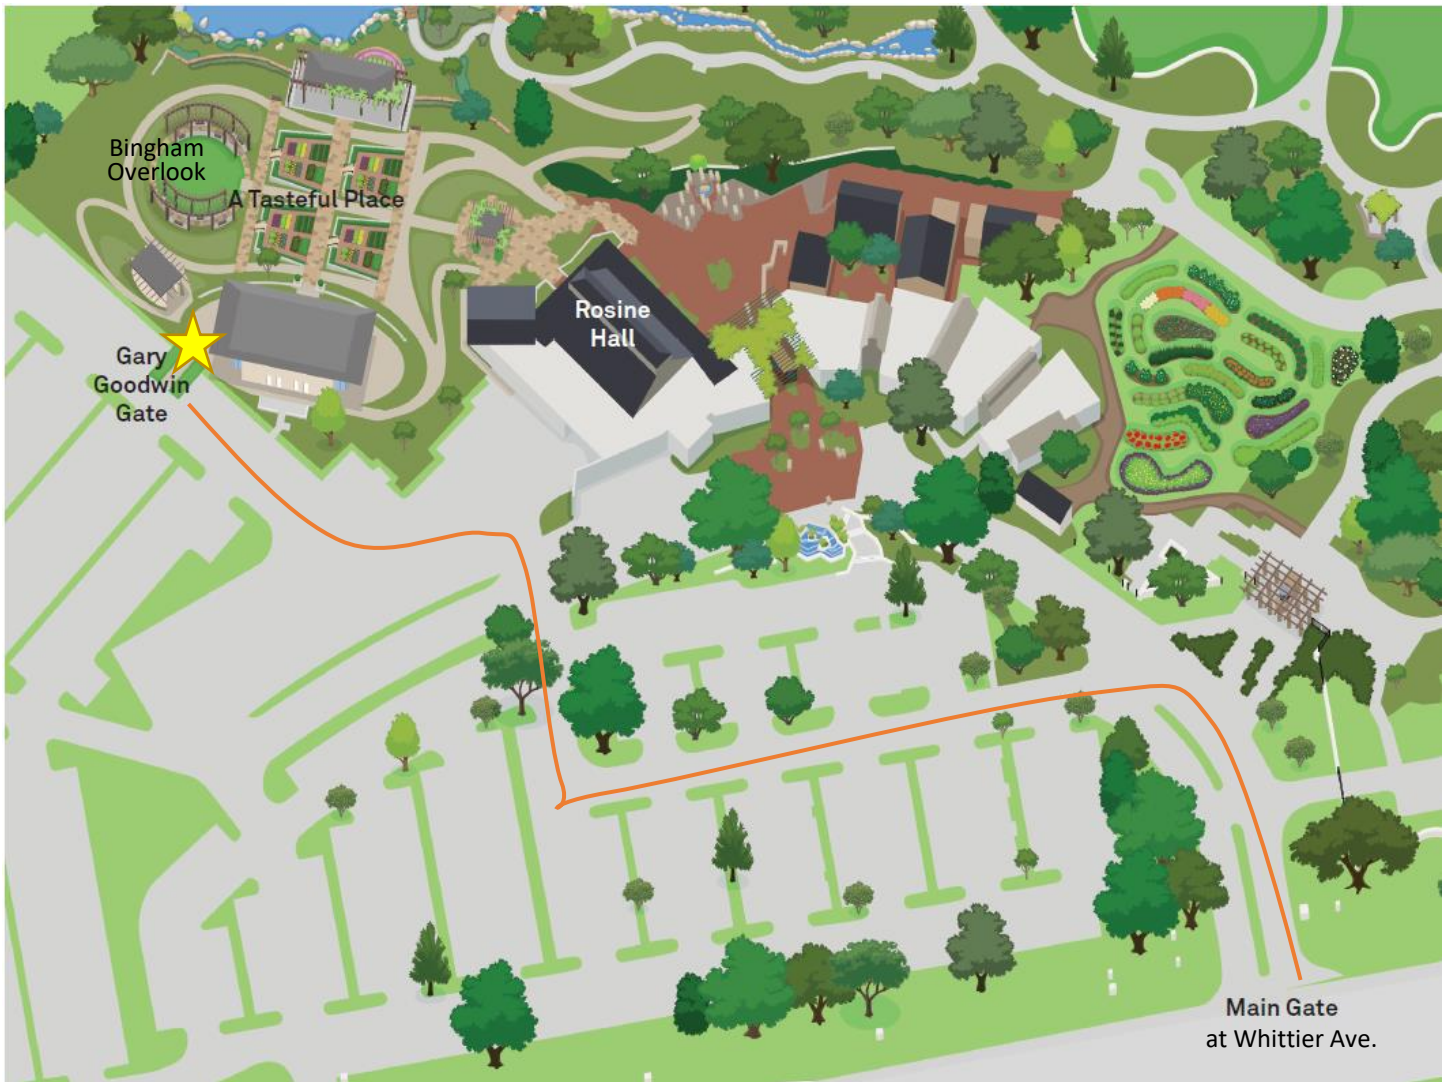 Bingham
Overlook
A Tasteful Place
Rosine
Hall
Gary
Goodwin
Gate
Main Gate
at Whittier Ave.